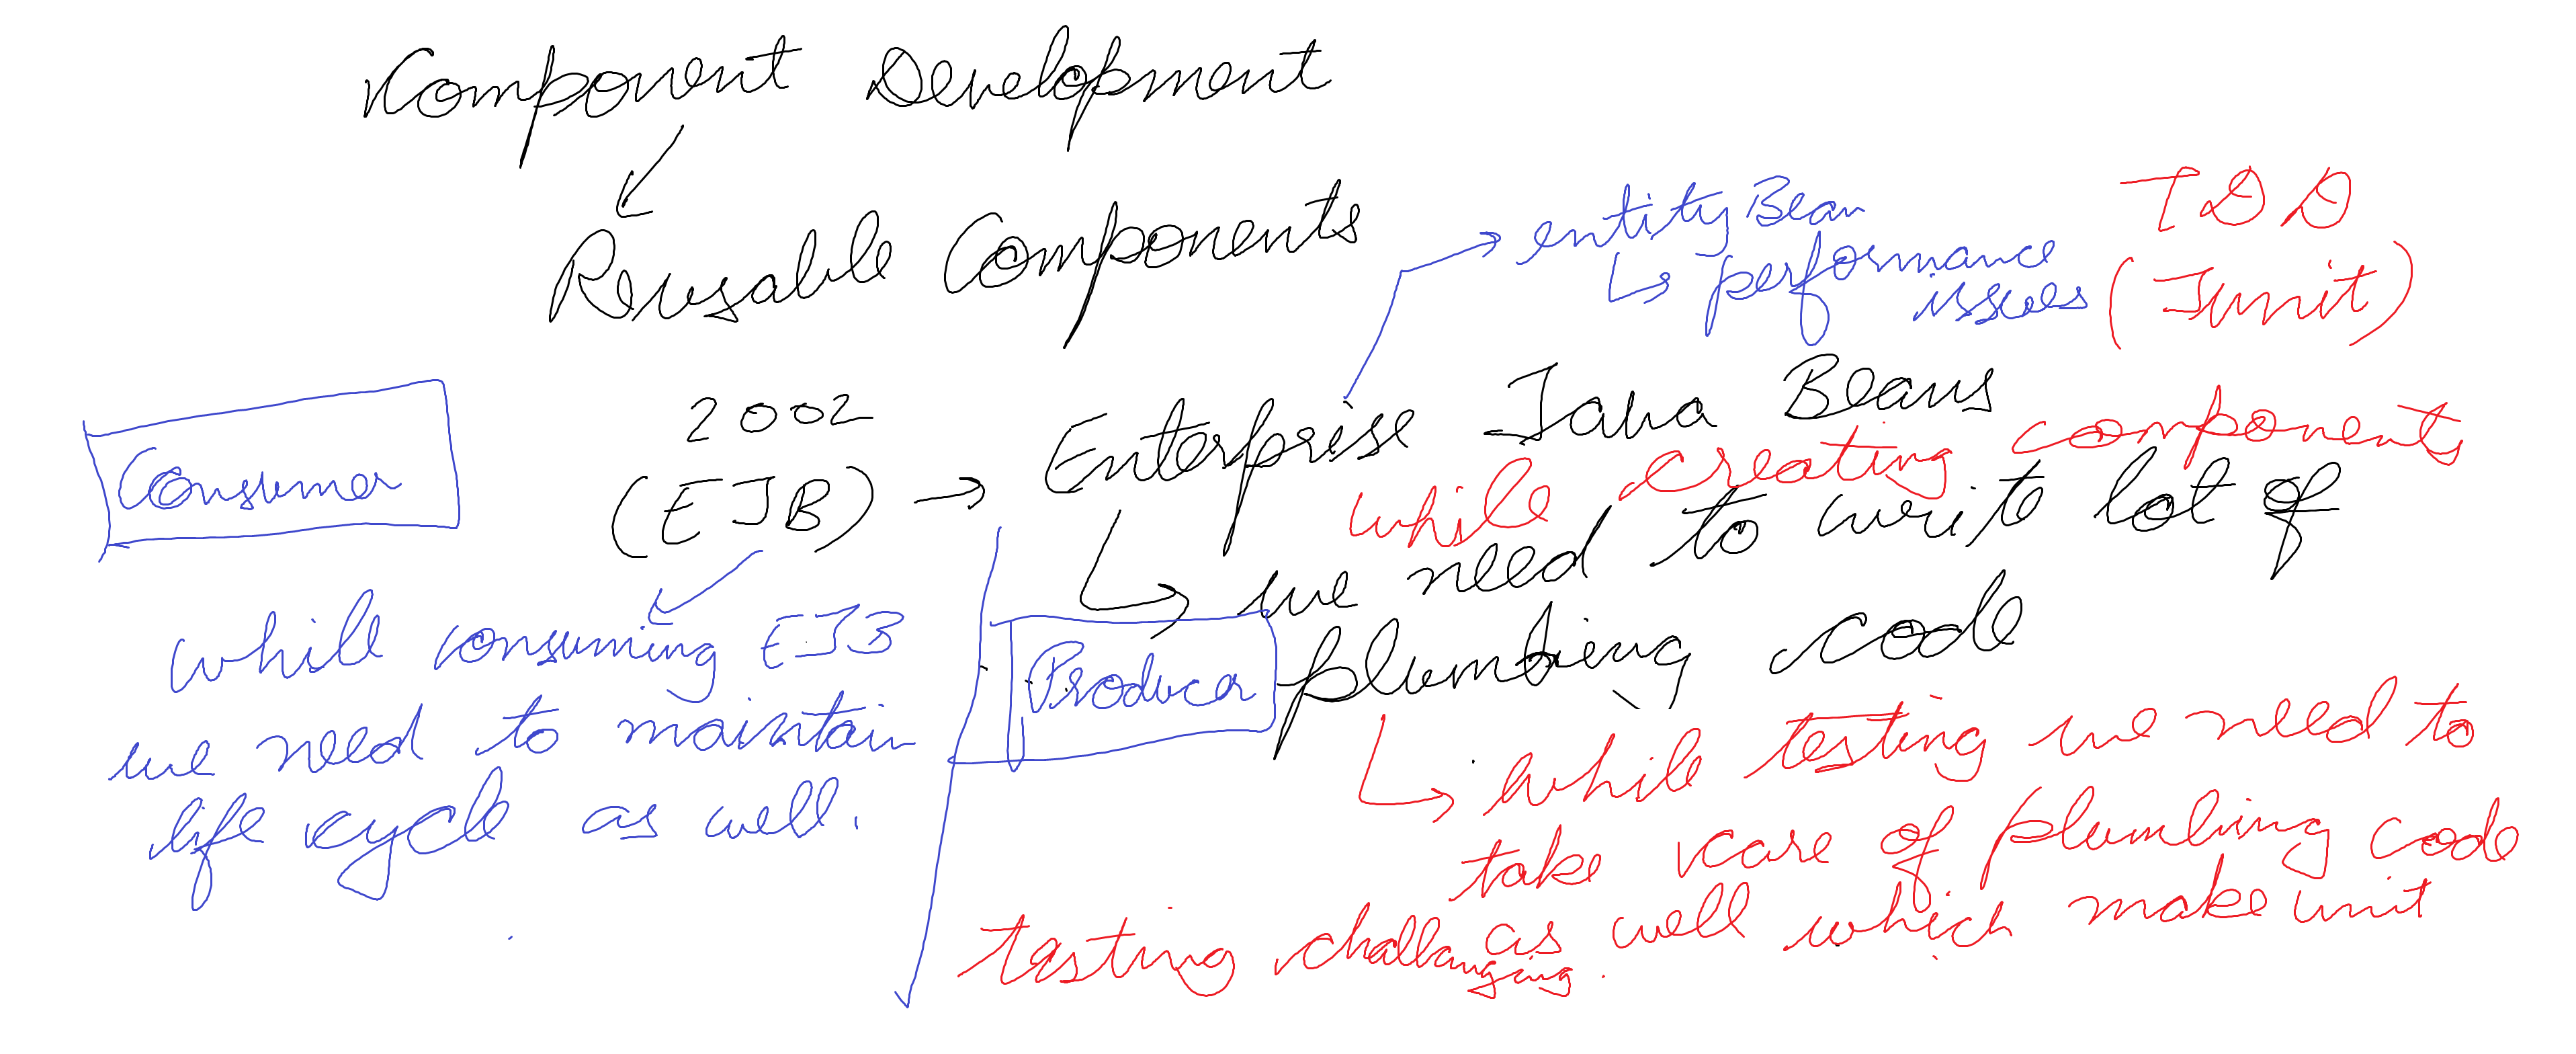 Component Development
Reusable Components
entity Bean
performance
issues
TDD
(Junit)
Consumer
2002
(EJB) → Enterprise Java Beans
while creating component
we need to write lot of
plumbing code
Producer
while consuming EJB
we need to maintain
life cycle as well.
while testing we need to
take care of plumbing code
as well which make unit
testing challanging.